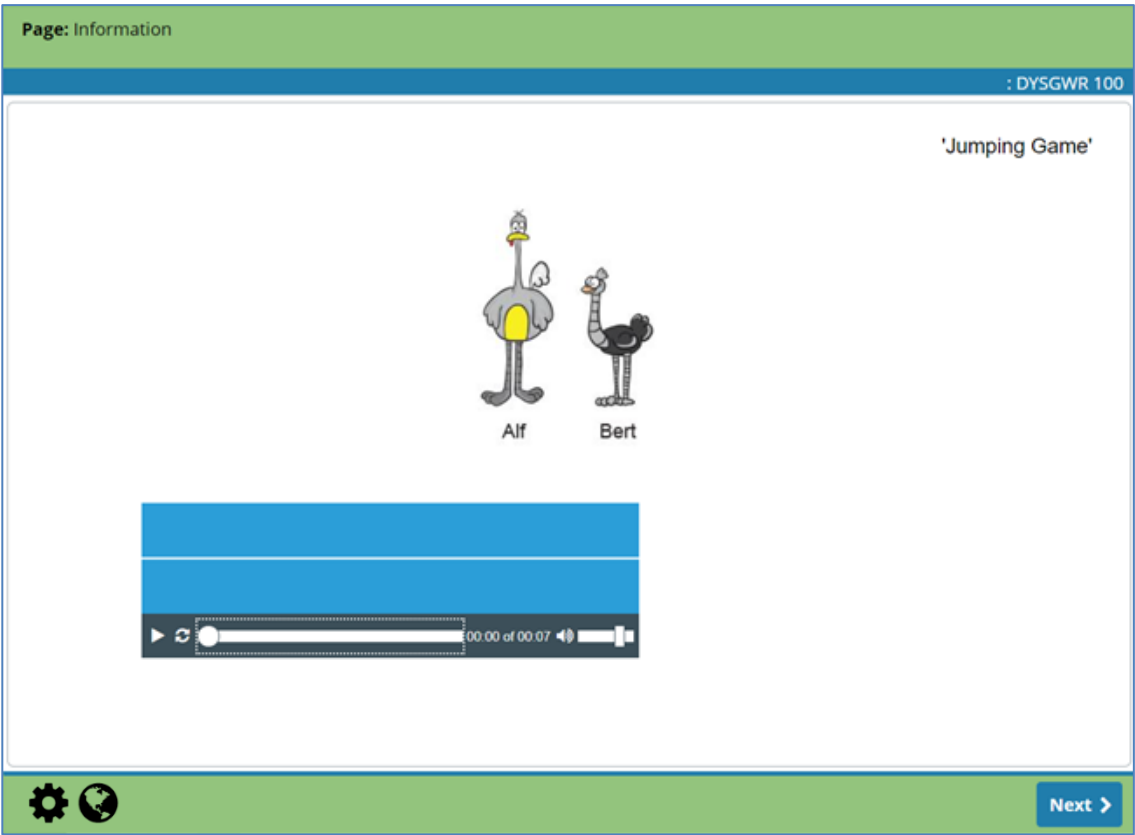 Page: Information
: DYSGWR 100
'Jumping Game'
Alf Bert
00:00 of 00:07
Next